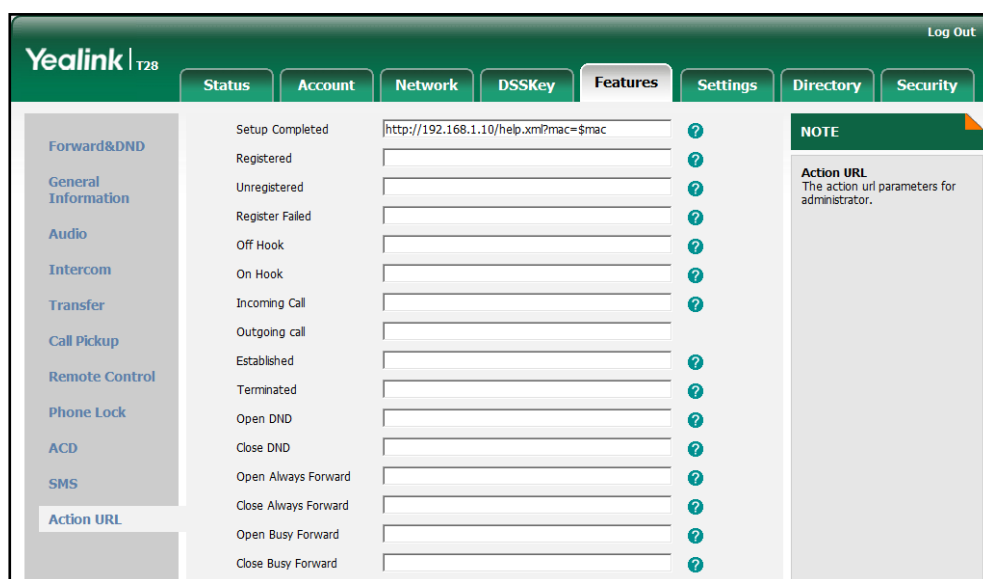 Log Out
Yealink | T28
Status Account Network DSSKey Features Settings Directory Security
Forward&DND
General
Information
Audio
Intercom
Transfer
Call Pickup
Remote Control
Phone Lock
ACD
SMS
Action URL
Setup Completed http://192.168.1.10/help.xml?mac=$mac ?
Registered ?
Unregistered ?
Register Failed ?
Off Hook ?
On Hook ?
Incoming Call ?
Outgoing call
Established ?
Terminated ?
Open DND ?
Close DND ?
Open Always Forward ?
Close Always Forward ?
Open Busy Forward ?
Close Busy Forward ?
NOTE
Action URL
The action url parameters for
administrator.